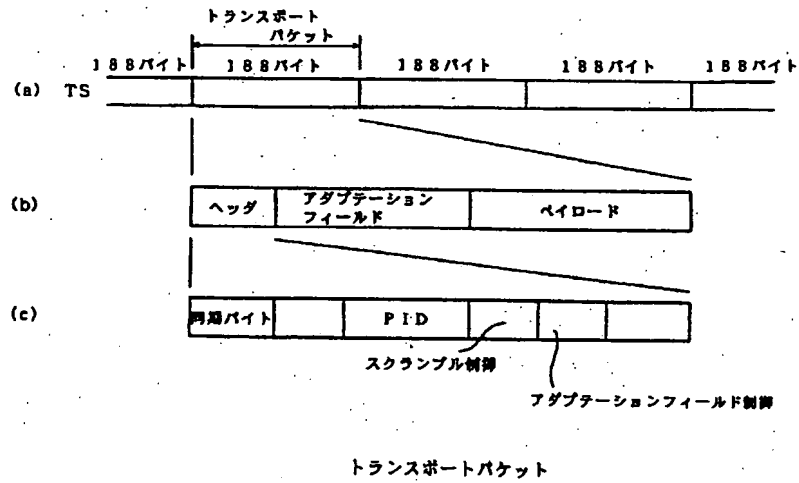 トランスポート
パケット
188バイト 188バイト 188バイト 188バイト 188バイト
(a) TS
(b) ヘッダ アダプテーション
フィールド ペイロード
(c) 同期バイト PID
スクランブル制御
アダプテーションフィールド制御
トランスポートパケット